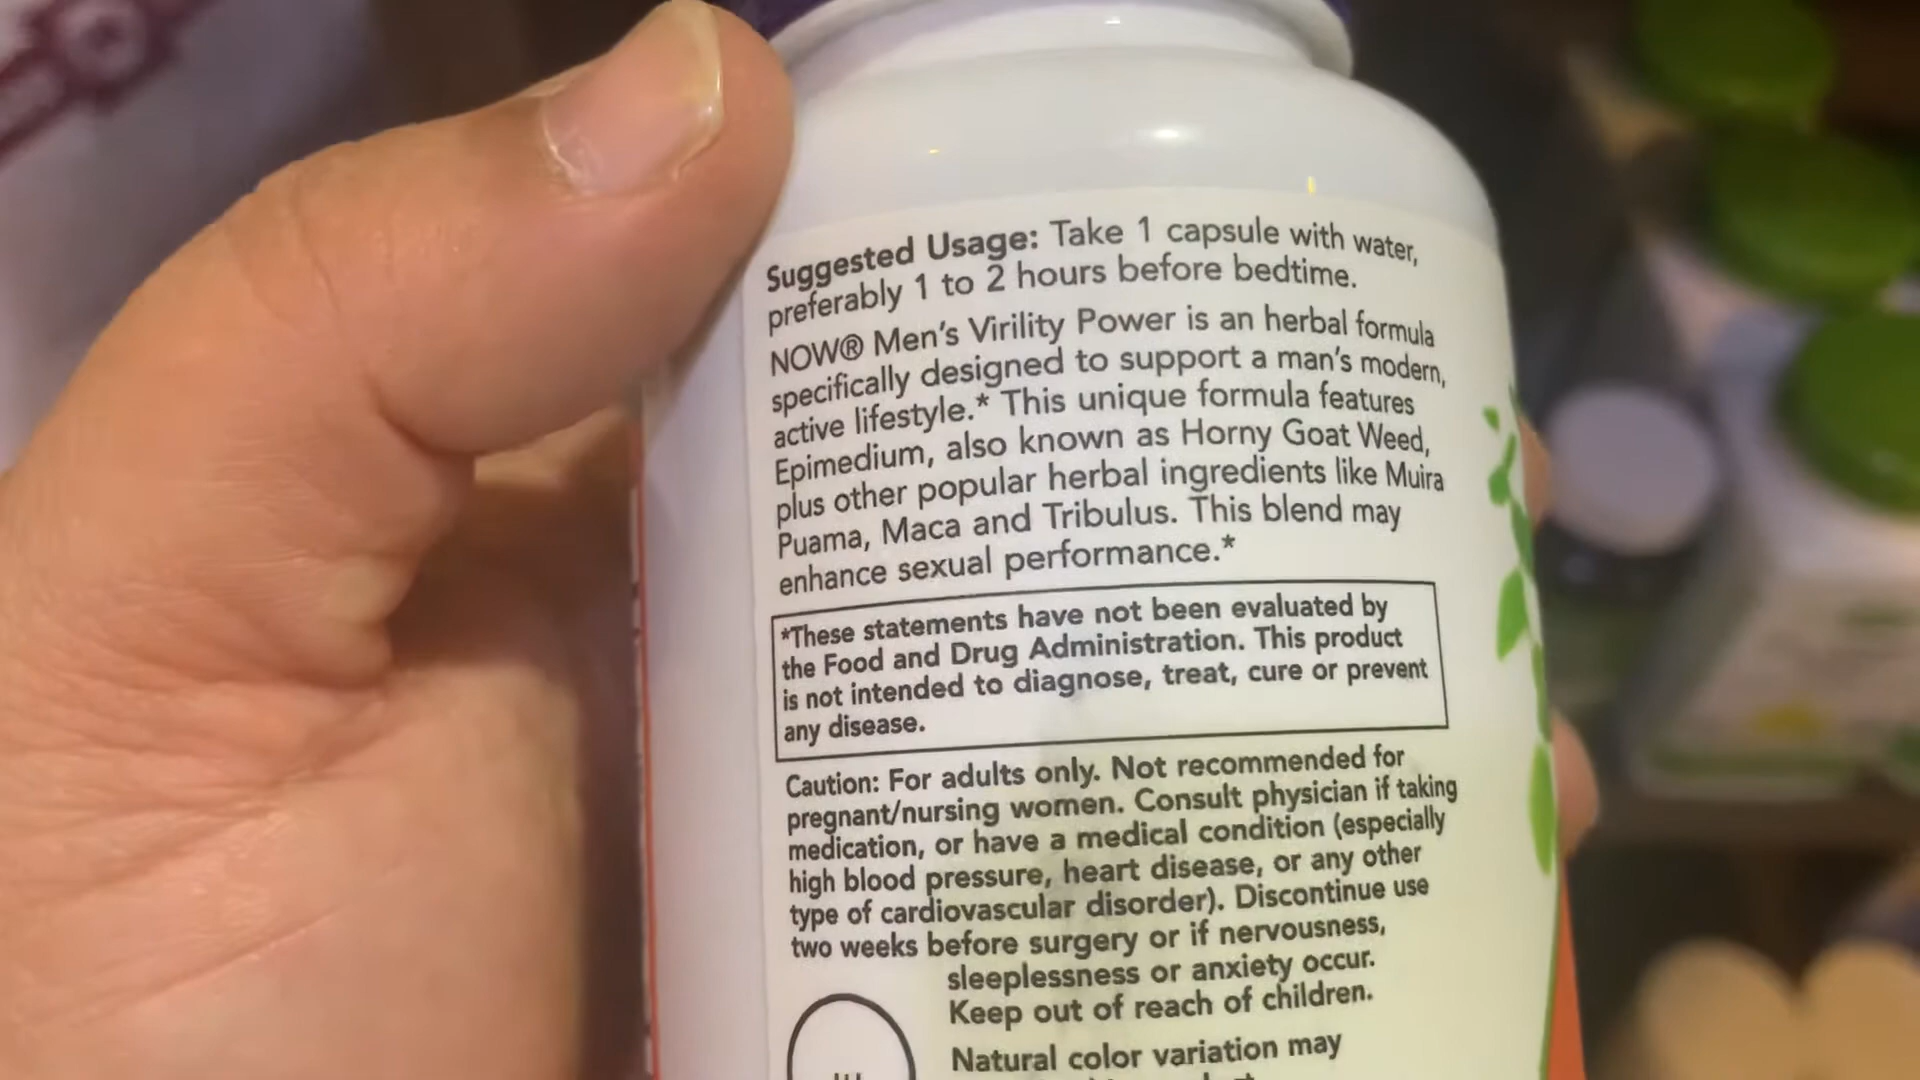 Suggested Usage: Take 1 capsule with water,
preferably 1 to 2 hours before bedtime.
NOW® Men's Virility Power is an herbal formula
specifically designed to support a man's modern,
active lifestyle.* This unique formula features
Epimedium, also known as Horny Goat Weed,
plus other popular herbal ingredients like Muira
Puama, Maca and Tribulus. This blend may
enhance sexual performance.*
*These statements have not been evaluated by
the Food and Drug Administration. This product
is not intended to diagnose, treat, cure or prevent
any disease.
Caution: For adults only. Not recommended for
pregnant/nursing women. Consult physician if taking
medication, or have a medical condition (especially
high blood pressure, heart disease, or any other
type of cardiovascular disorder). Discontinue use
two weeks before surgery or if nervousness,
sleeplessness or anxiety occur.
Keep out of reach of children.
Natural color variation may